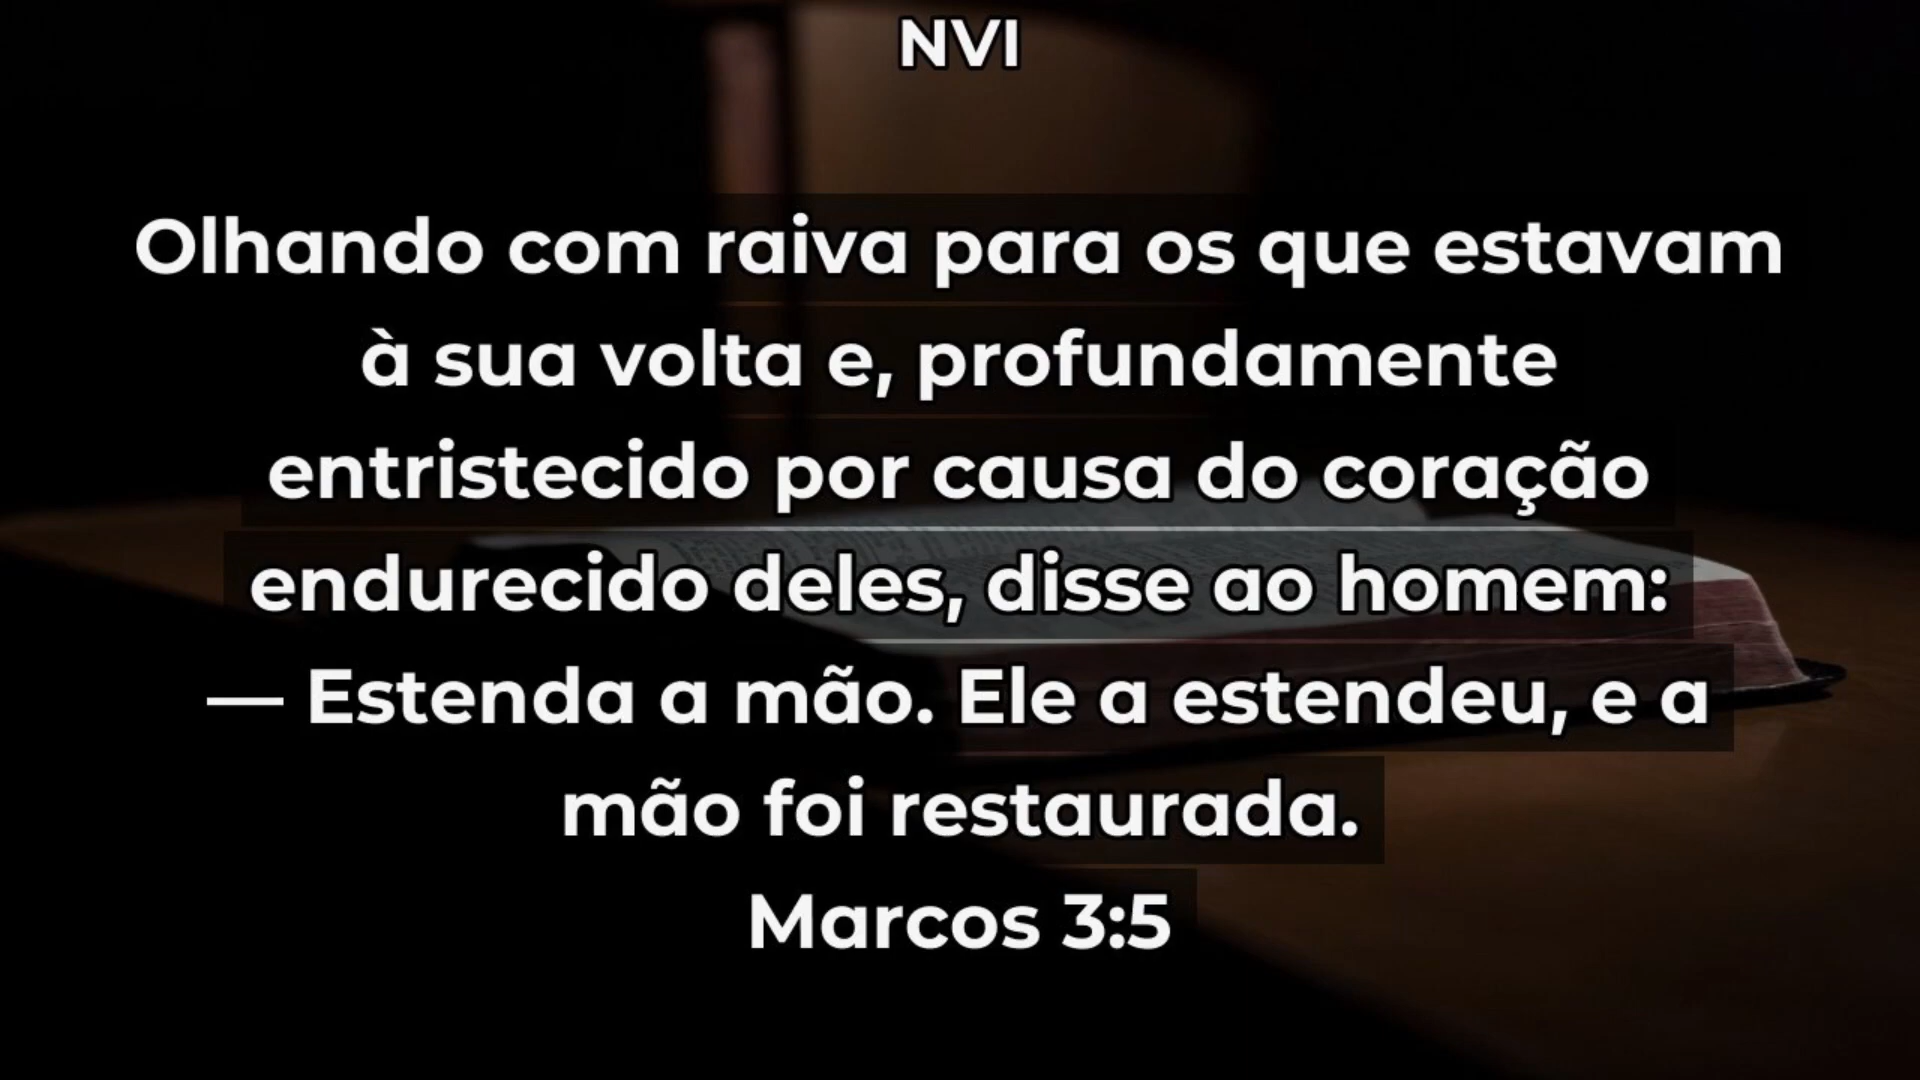 NVI
Olhando com raiva para os que estavam
à sua volta e, profundamente
entristecido por causa do coração
endurecido deles, disse ao homem:
— Estenda a mão. Ele a estendeu, e a
mão foi restaurada.
Marcos 3:5